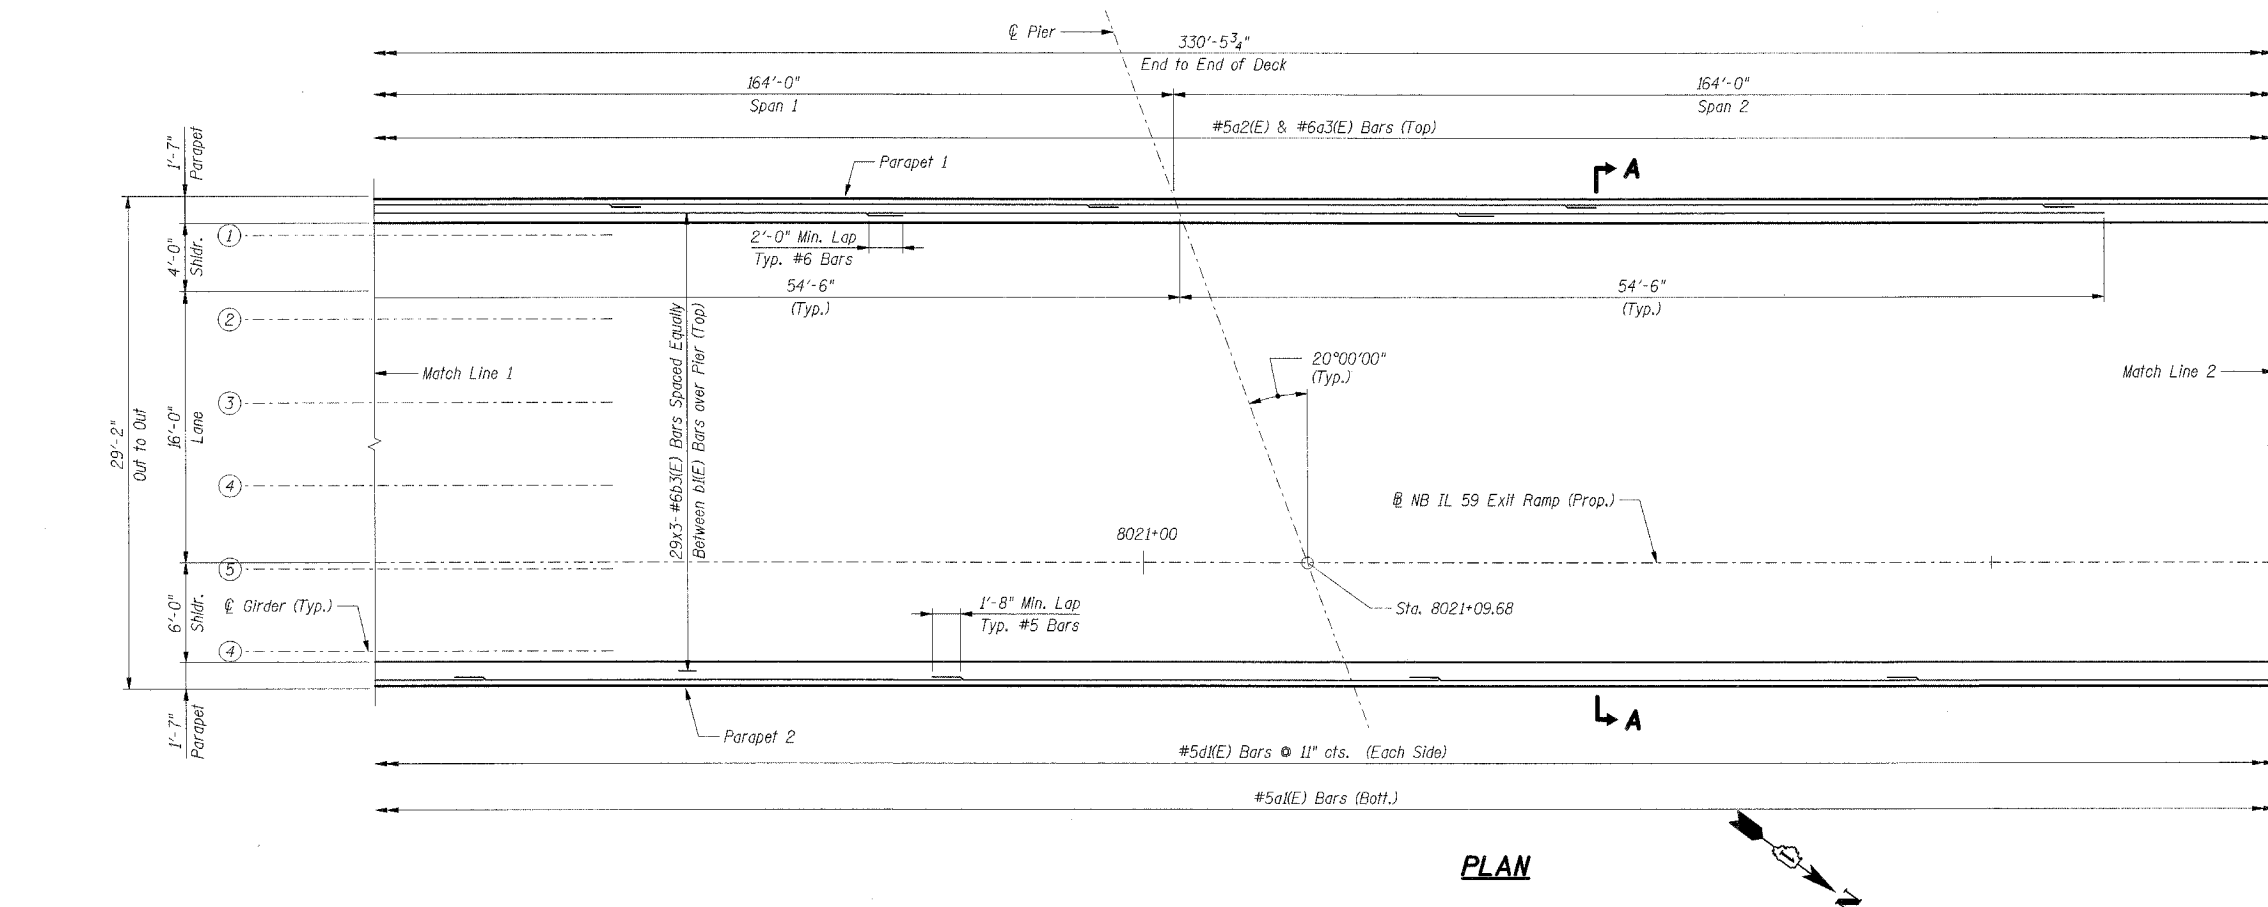 ℄ Pier
330'-5¾"
End to End of Deck
164'-0"
Span 1
164'-0"
Span 2
#5a2(E) & #6a3(E) Bars (Top)
1'-7"
Parapet
Parapet 1
A
1
2'-0" Min. Lap
Typ. #6 Bars
4'-0"
Shldr.
54'-6"
(Typ.)
54'-6"
(Typ.)
2
29x3-#6b3(E) Bars Spaced Equally
Between b1(E) Bars over Pier (Top)
20°00'00"
(Typ.)
Match Line 1
Match Line 2
3
29'-2"
Out to Out
16'-0"
Lane
4
NB IL 59 Exit Ramp (Prop.)
8021+00
5
6'-0"
Shldr.
℄ Girder (Typ.)
1'-8" Min. Lap
Typ. #5 Bars
Sta. 8021+09.68
4
1'-7"
Parapet
Parapet 2
A
#5d1(E) Bars @ 11" cts. (Each Side)
#5a1(E) Bars (Bott.)
PLAN
1
N